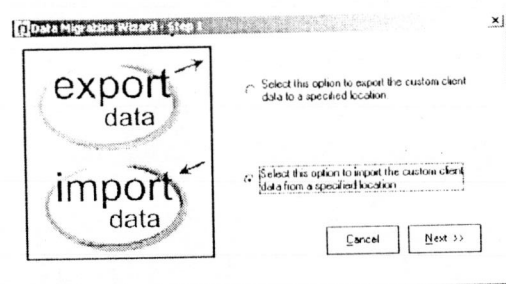 Data Migration Wizard - Step 1
export
data
Select this option to export the custom client
data to a specified location.
import
data
Select this option to import the custom client
data from a specified location
Cancel
Next >>